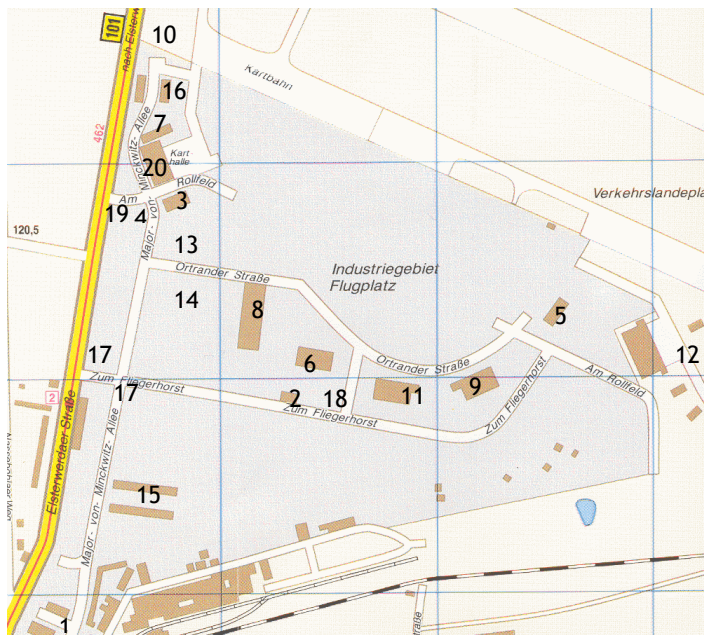 101
10
nach Elsterw
Kartbahn
16
462
7
Major-von-Minckwitz-Allee
Kart
halle
20
Rollfeld
Am
Verkehrslandepla
3
19
4
120,5
13
Ortrander Straße
Industriegebiet
Flugplatz
14
8
5
17
6
Ortrander Straße
12
Zum Fliegerhorst
17
Am Rollfeld
2
2
18
11
9
Zum Fliegerhorst
Zum Fliegerhorst
Elsterwerdaer Straße
Major-von-Minckwitz-Allee
15
1
raße